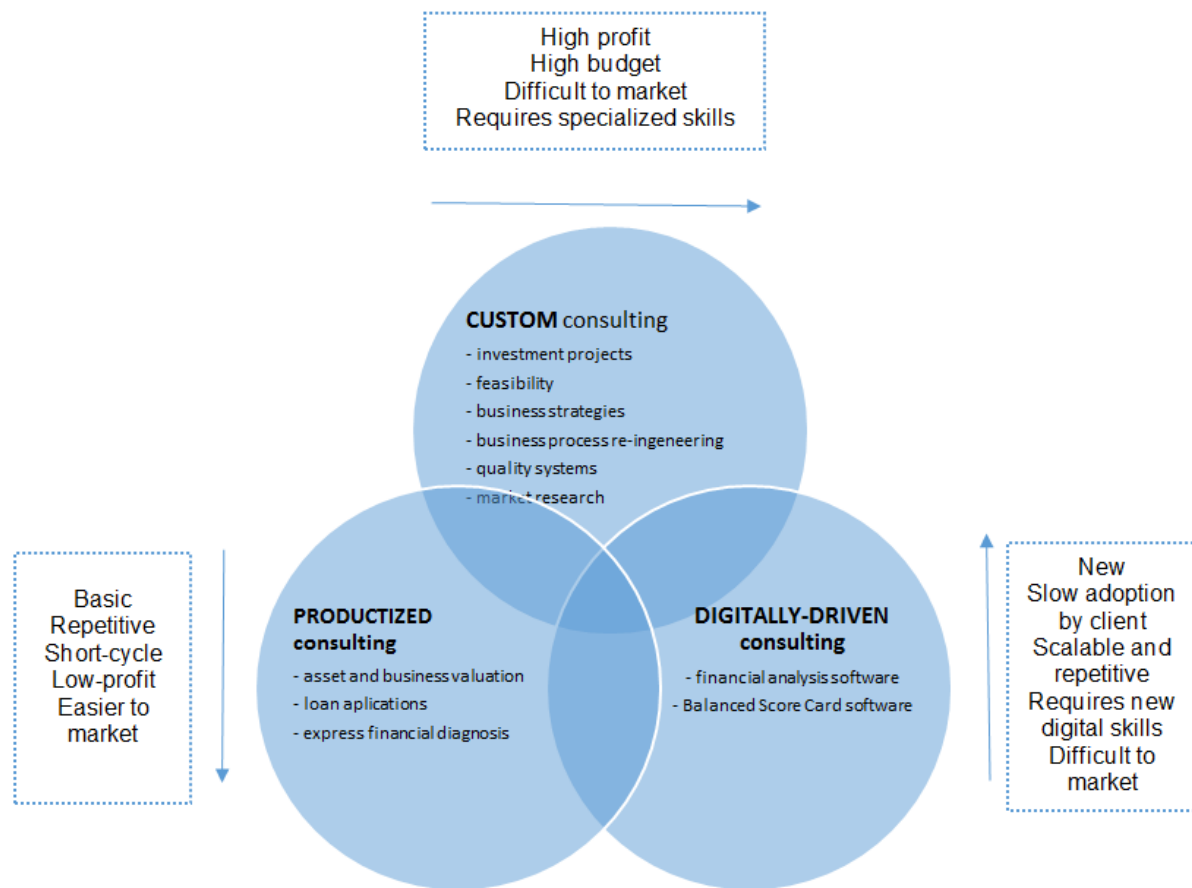 High profit
High budget
Difficult to market
Requires specialized skills
CUSTOM consulting
- investment projects
- feasibility
- business strategies
- business process re-ingeneering
- quality systems
- market research
Basic
Repetitive
Short-cycle
Low-profit
Easier to
market
PRODUCTIZED
consulting
- asset and business valuation
- loan aplications
- express financial diagnosis
DIGITALLY-DRIVEN
consulting
- financial analysis software
- Balanced Score Card software
New
Slow adoption
by client
Scalable and
repetitive
Requires new
digital skills
Difficult to
market